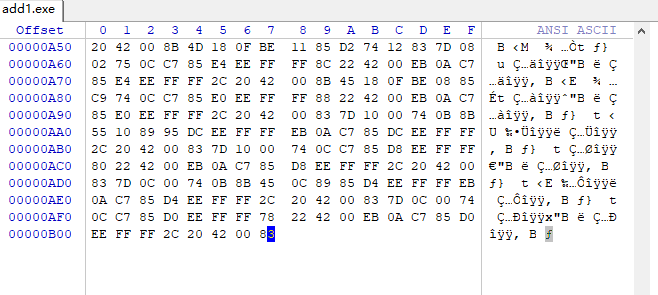 add1.exe
Offset 0 1 2 3 4 5 6 7 8 9 A B C D E F ANSI ASCII
00000A50 20 42 00 8B 4D 18 0F BE 11 85 D2 74 12 83 7D 08 B ‹M ¾ …Òt ƒ}
00000A60 02 75 0C C7 85 E4 EE FF FF 8C 22 42 00 EB 0A C7 u Ç…äîÿÿŒ"B ë Ç
00000A70 85 E4 EE FF FF 2C 20 42 00 8B 45 18 0F BE 08 85 …äîÿÿ, B ‹E ¾ …
00000A80 C9 74 0C C7 85 E0 EE FF FF 88 22 42 00 EB 0A C7 Ét Ç…àîÿÿˆ"B ë Ç
00000A90 85 E0 EE FF FF 2C 20 42 00 83 7D 10 00 74 0B 8B …àîÿÿ, B ƒ} t ‹
00000AA0 55 10 89 95 DC EE FF FF EB 0A C7 85 DC EE FF FF U ‰•Üîÿÿë Ç…Üîÿÿ
00000AB0 2C 20 42 00 83 7D 10 00 74 0C C7 85 D8 EE FF FF , B ƒ} t Ç…Øîÿÿ
00000AC0 80 22 42 00 EB 0A C7 85 D8 EE FF FF 2C 20 42 00 €"B ë Ç…Øîÿÿ, B
00000AD0 83 7D 0C 00 74 0B 8B 45 0C 89 85 D4 EE FF FF EB ƒ} t ‹E ‰…Ôîÿÿë
00000AE0 0A C7 85 D4 EE FF FF 2C 20 42 00 83 7D 0C 00 74 Ç…Ôîÿÿ, B ƒ} t
00000AF0 0C C7 85 D0 EE FF FF 78 22 42 00 EB 0A C7 85 D0 Ç…Ðîÿÿx"B ë Ç…Ð
00000B00 EE FF FF 2C 20 42 00 83 îÿÿ, B ƒ